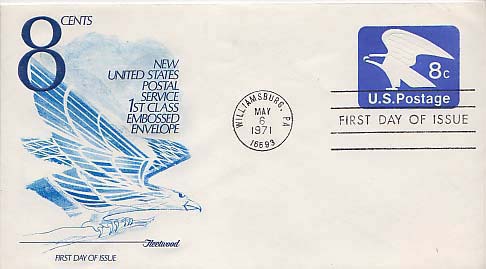 8 CENTS
NEW
UNITED STATES
POSTAL
SERVICE
1ST CLASS
EMBOSSED
ENVELOPE
Fleetwood
FIRST DAY OF ISSUE
WILLIAMSBURG, PA
MAY
6
1971
16693
8c
U.S. Postage
FIRST DAY OF ISSUE